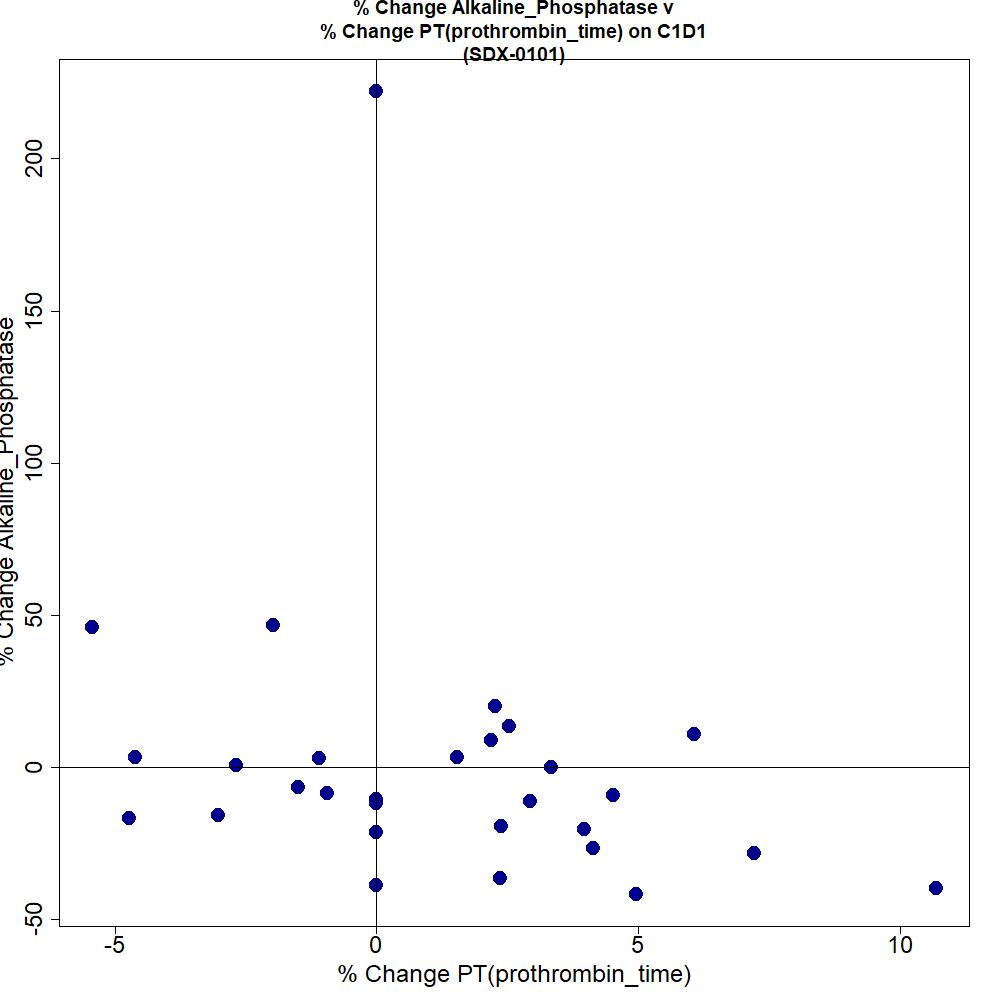 % Change Alkaline_Phosphatase v
% Change PT(prothrombin_time) on C1D1
(SDX-0101)
% Change Alkaline_Phosphatase
200
150
100
50
0
-50
-5
0
5
10
% Change PT(prothrombin_time)